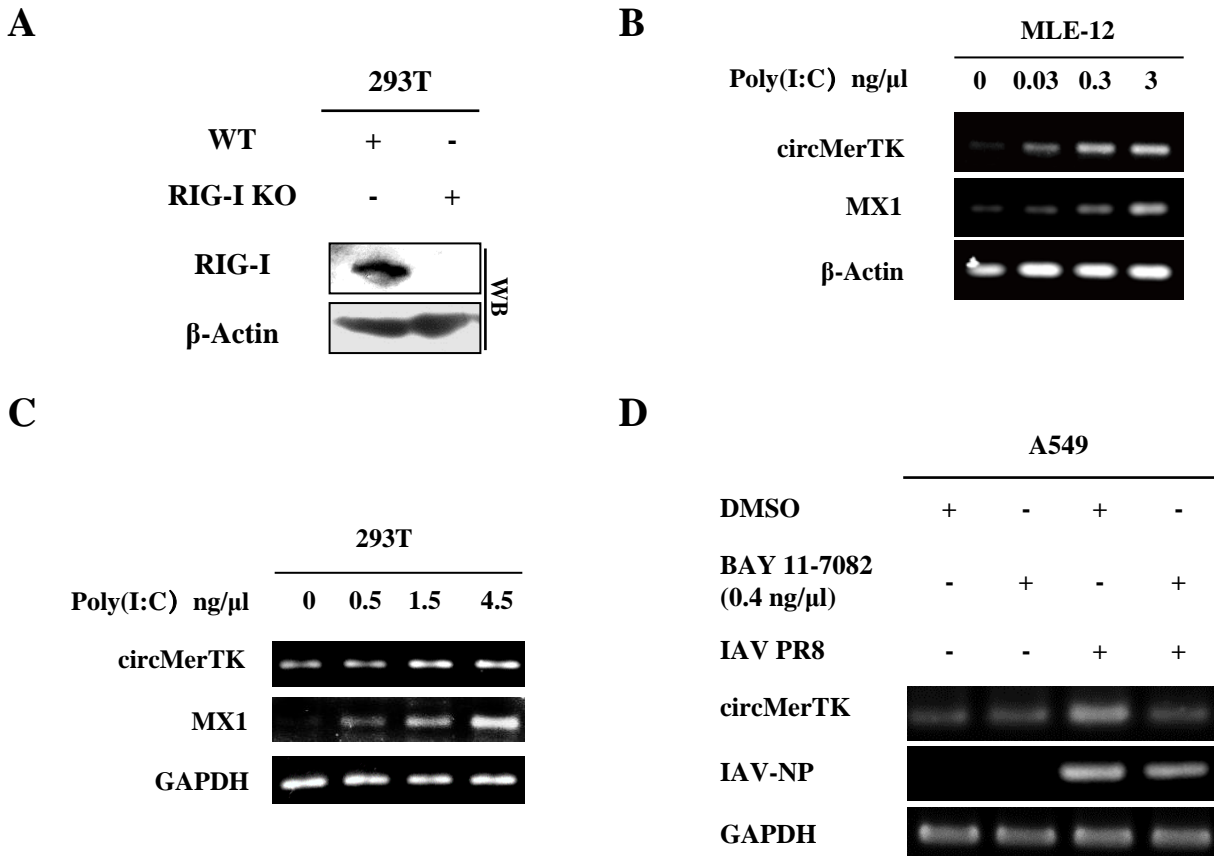 A
293T
WT + -
RIG-I KO - +
RIG-I
β-Actin
WB
B
MLE-12
Poly(I:C) ng/μl 0 0.03 0.3 3
circMerTK
MX1
β-Actin
C
293T
Poly(I:C) ng/μl 0 0.5 1.5 4.5
circMerTK
MX1
GAPDH
D
A549
DMSO + - + -
BAY 11-7082
(0.4 ng/μl) - + - +
IAV PR8 - - + +
circMerTK
IAV-NP
GAPDH